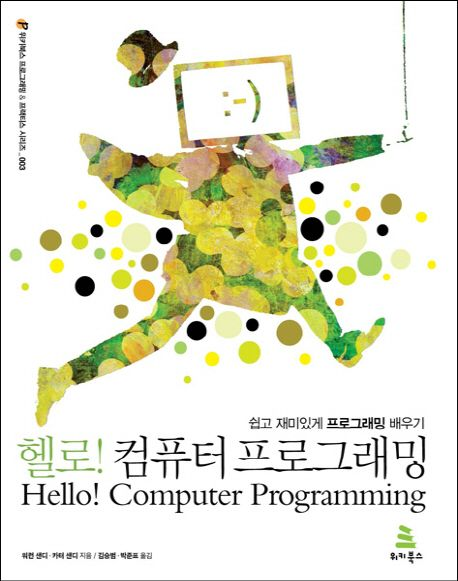 위키북스 프로그래밍 & 프랙티스 시리즈_003
쉽고 재미있게 프로그래밍 배우기
헬로! 컴퓨터 프로그래밍
Hello! Computer Programming
워런 샌디·카터 샌디 지음 / 김승범·박준표 옮김
위키북스